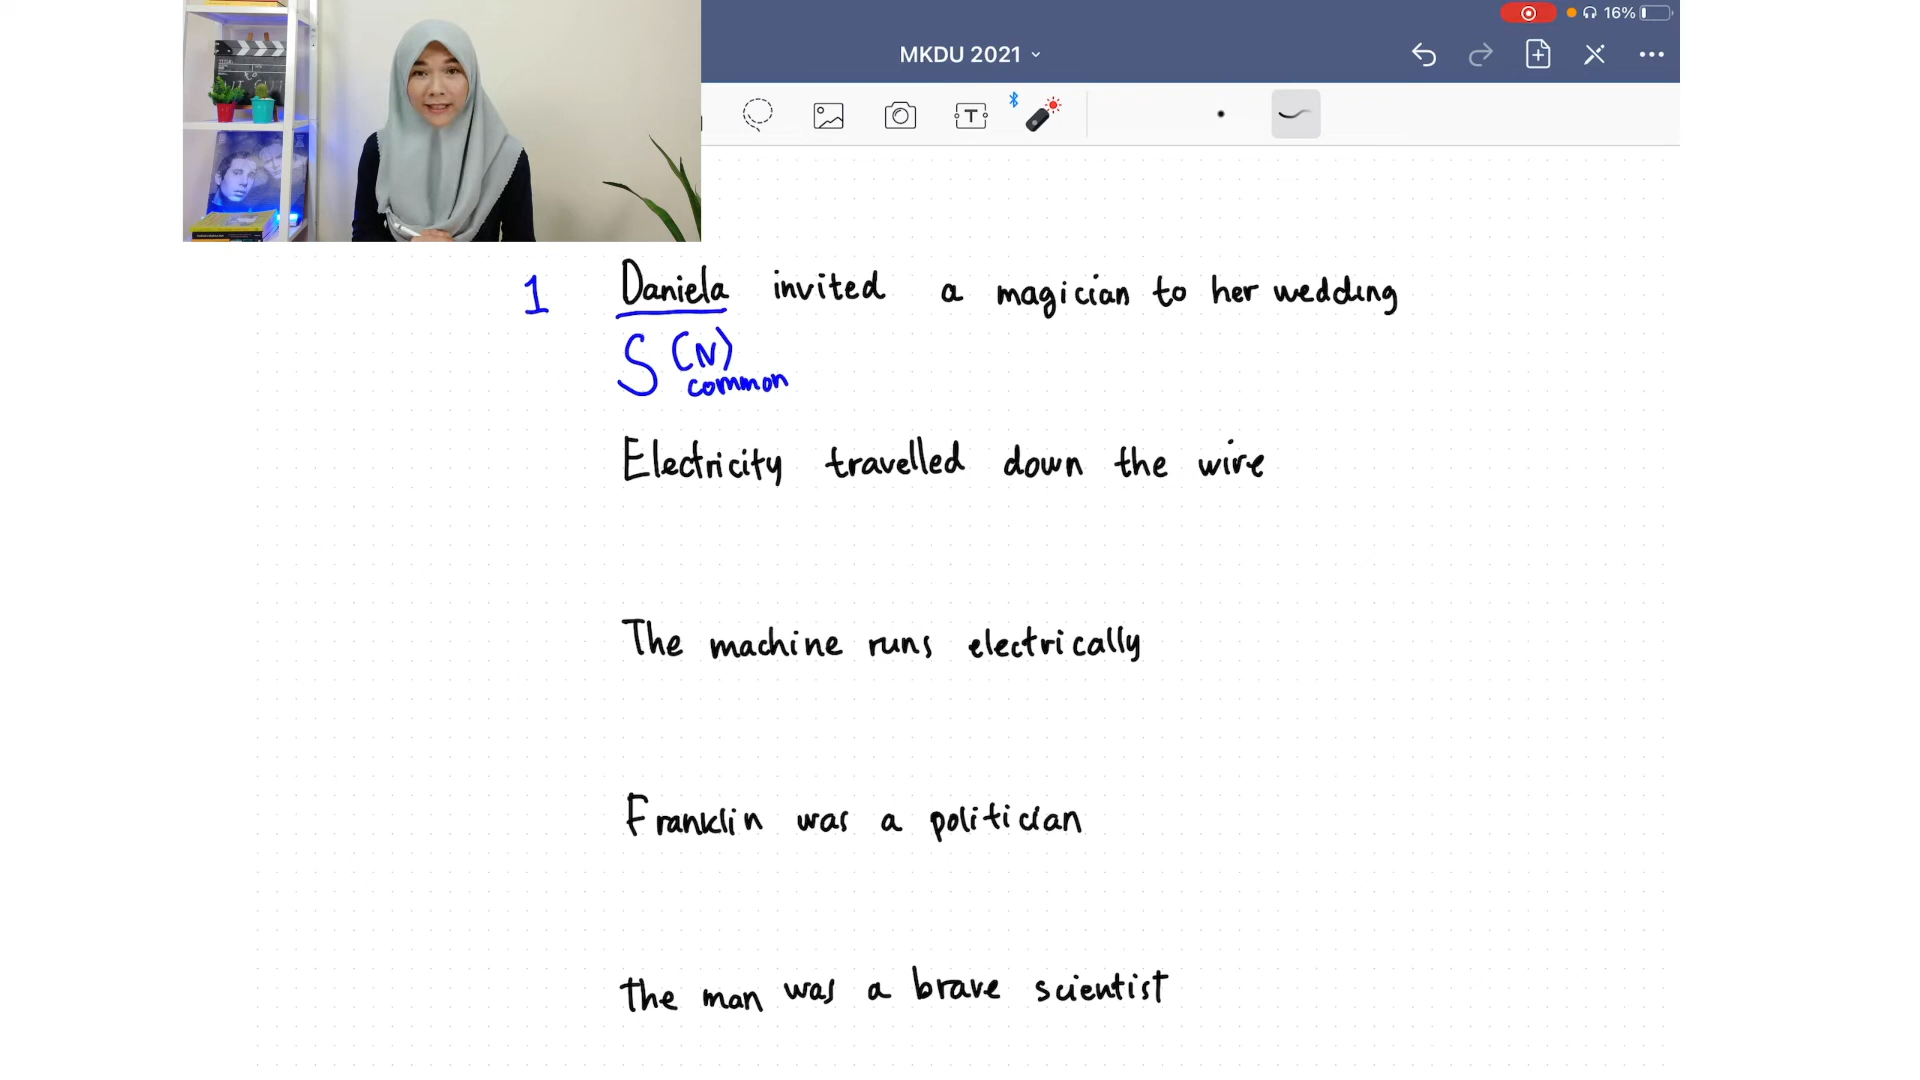 16%
MKDU 2021
T
1 Daniela invited a magician to her wedding
S (N)
common
Electricity travelled down the wire
The machine runs electrically
Franklin was a politician
the man was a brave scientist